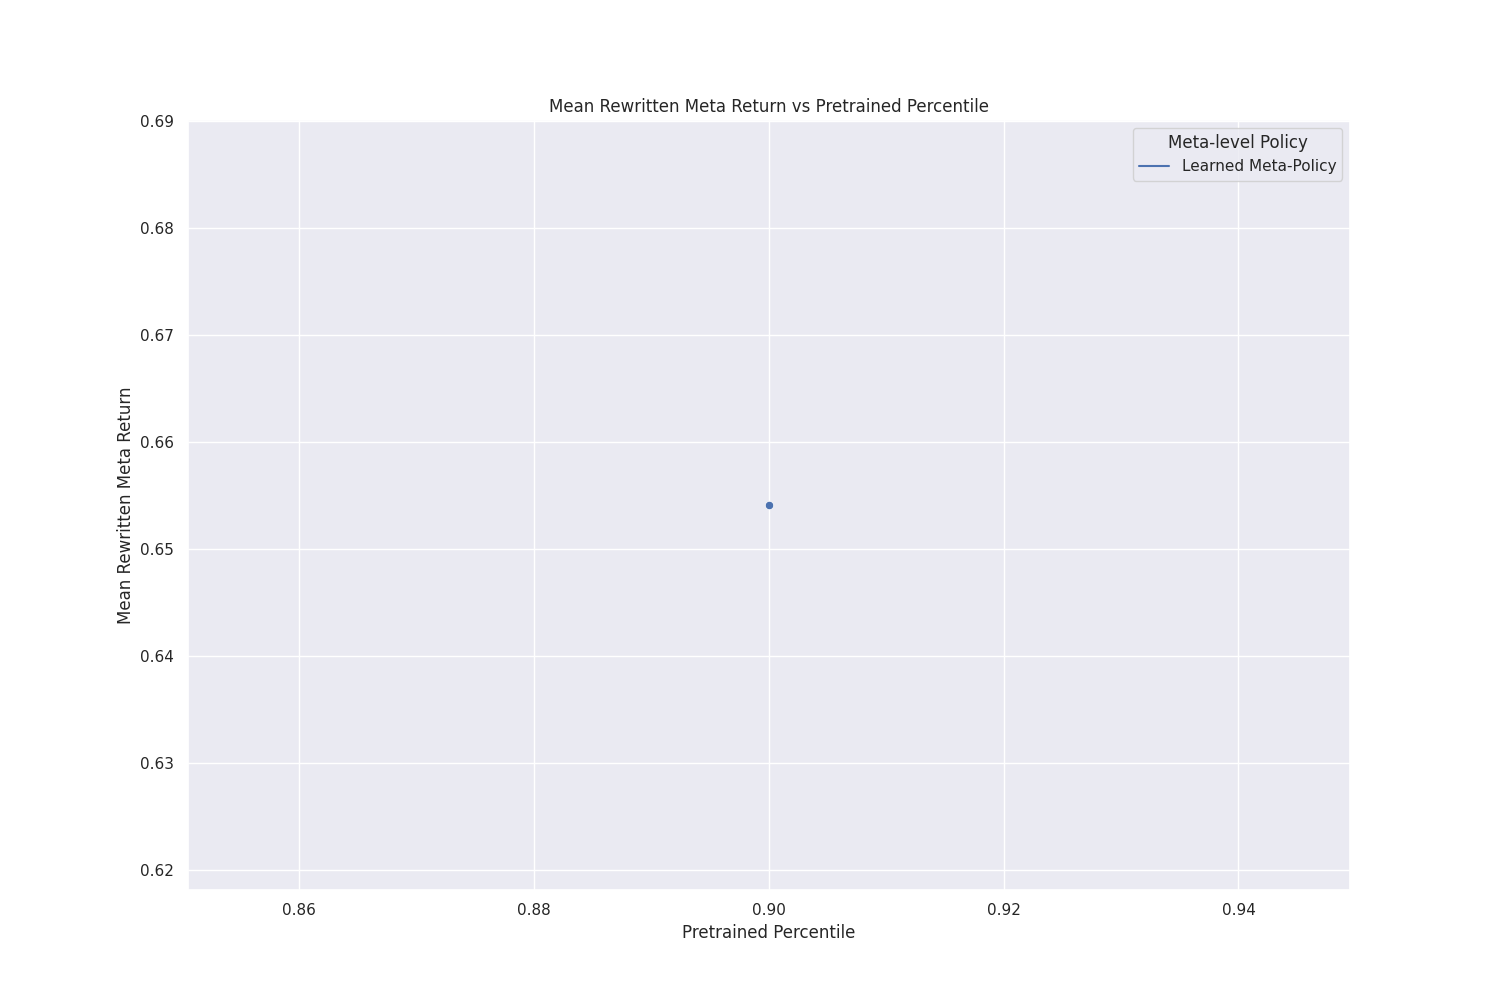 Mean Rewritten Meta Return vs Pretrained Percentile
Meta-level Policy
Learned Meta-Policy
Mean Rewritten Meta Return
0.69
0.68
0.67
0.66
0.65
0.64
0.63
0.62
0.86 0.88 0.90 0.92 0.94
Pretrained Percentile